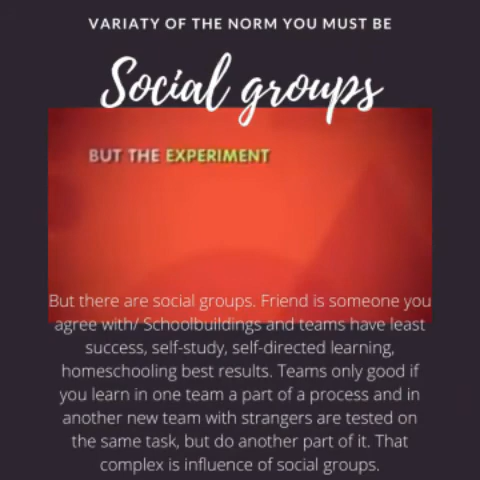 VARIATY OF THE NORM YOU MUST BE
Social groups
BUT THE EXPERIMENT
But there are social groups. Friend is someone you
agree with/ Schoolbuildings and teams have least
success, self-study, self-directed learning,
homeschooling best results. Teams only good if
you learn in one team a part of a process and in
another new team with strangers are tested on
the same task, but do another part of it. That
complex is influence of social groups.